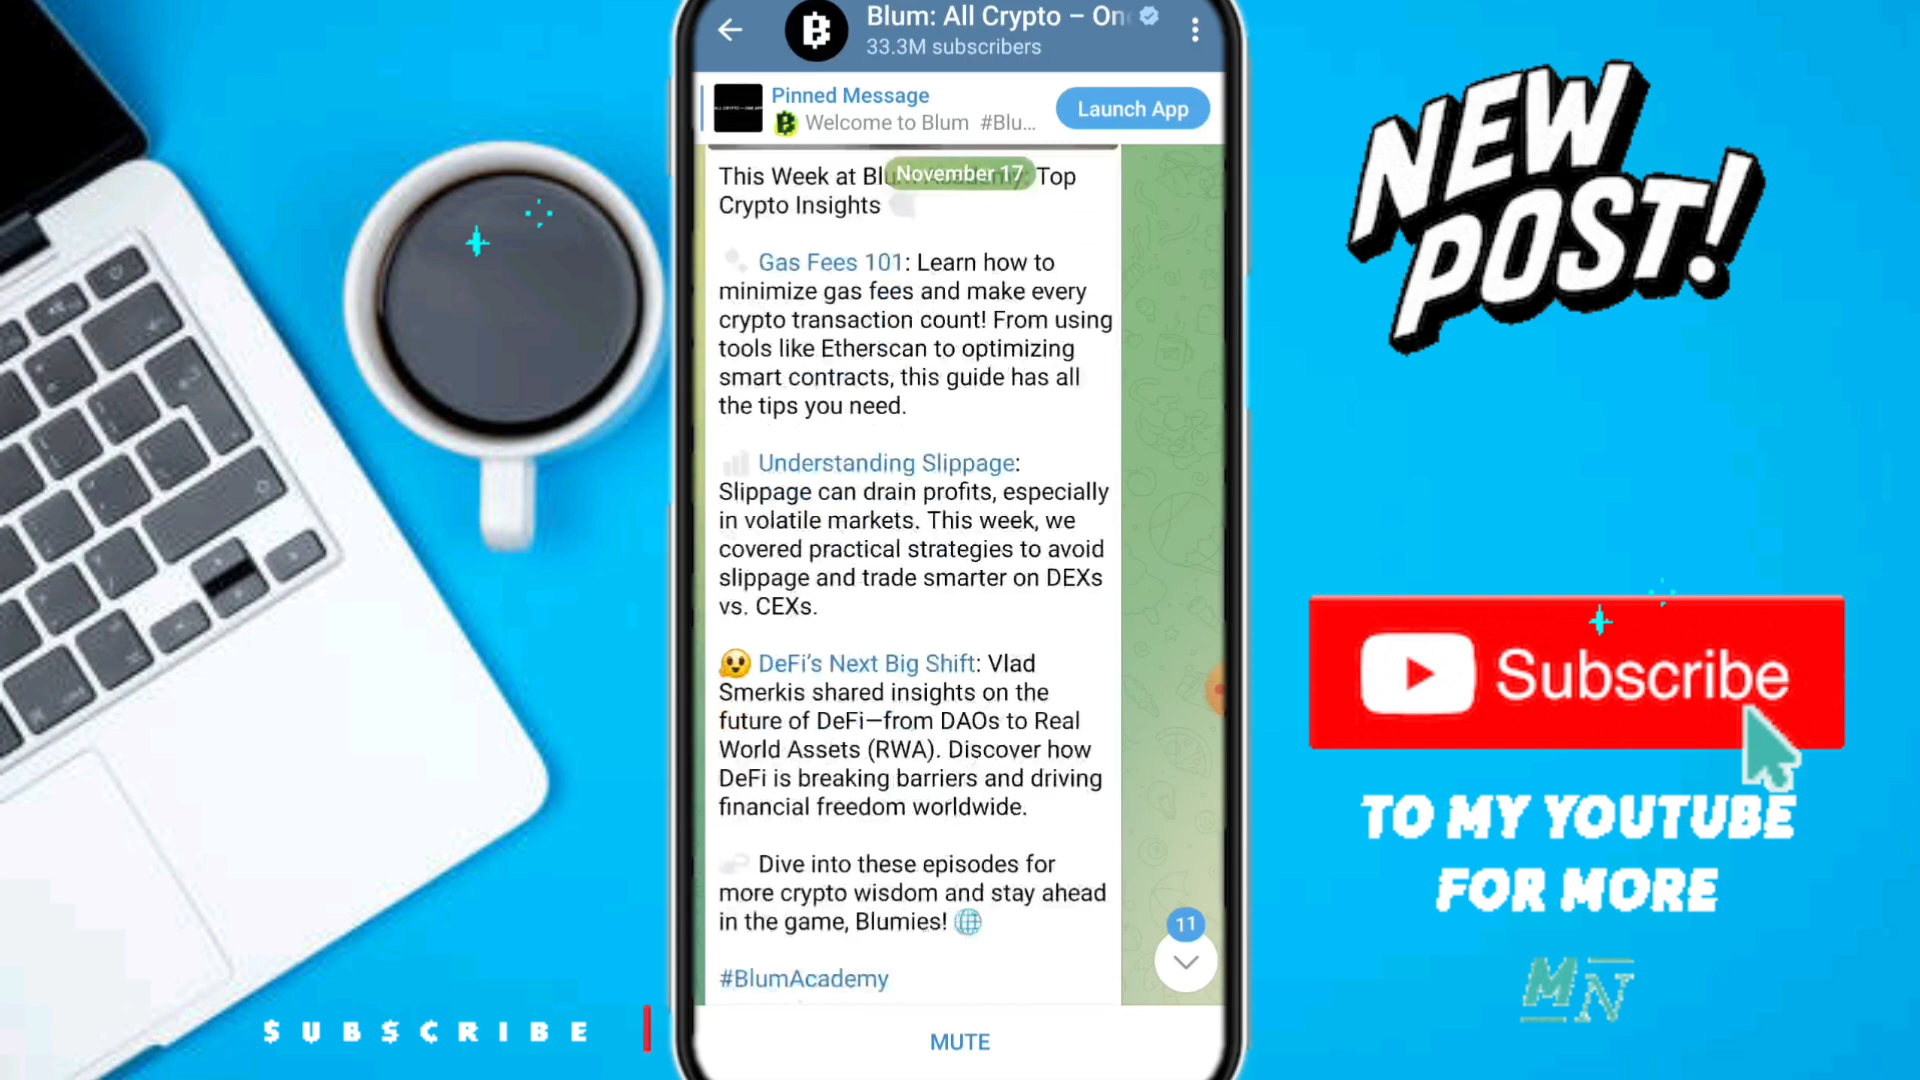 Blum: All Crypto – On
33.3M subscribers
Pinned Message
Welcome to Blum #Blu...
Launch App
November 17
This Week at Blum Academy: Top
Crypto Insights
Gas Fees 101: Learn how to
minimize gas fees and make every
crypto transaction count! From using
tools like Etherscan to optimizing
smart contracts, this guide has all
the tips you need.
Understanding Slippage:
Slippage can drain profits, especially
in volatile markets. This week, we
covered practical strategies to avoid
slippage and trade smarter on DEXs
vs. CEXs.
DeFi’s Next Big Shift: Vlad
Smerkis shared insights on the
future of DeFi—from DAOs to Real
World Assets (RWA). Discover how
DeFi is breaking barriers and driving
financial freedom worldwide.
Dive into these episodes for
more crypto wisdom and stay ahead
in the game, Blumies!
#BlumAcademy
11
MUTE
NEW
POST!
Subscribe
TO MY YOUTUBE
FOR MORE
MN
$UB$CRIBE